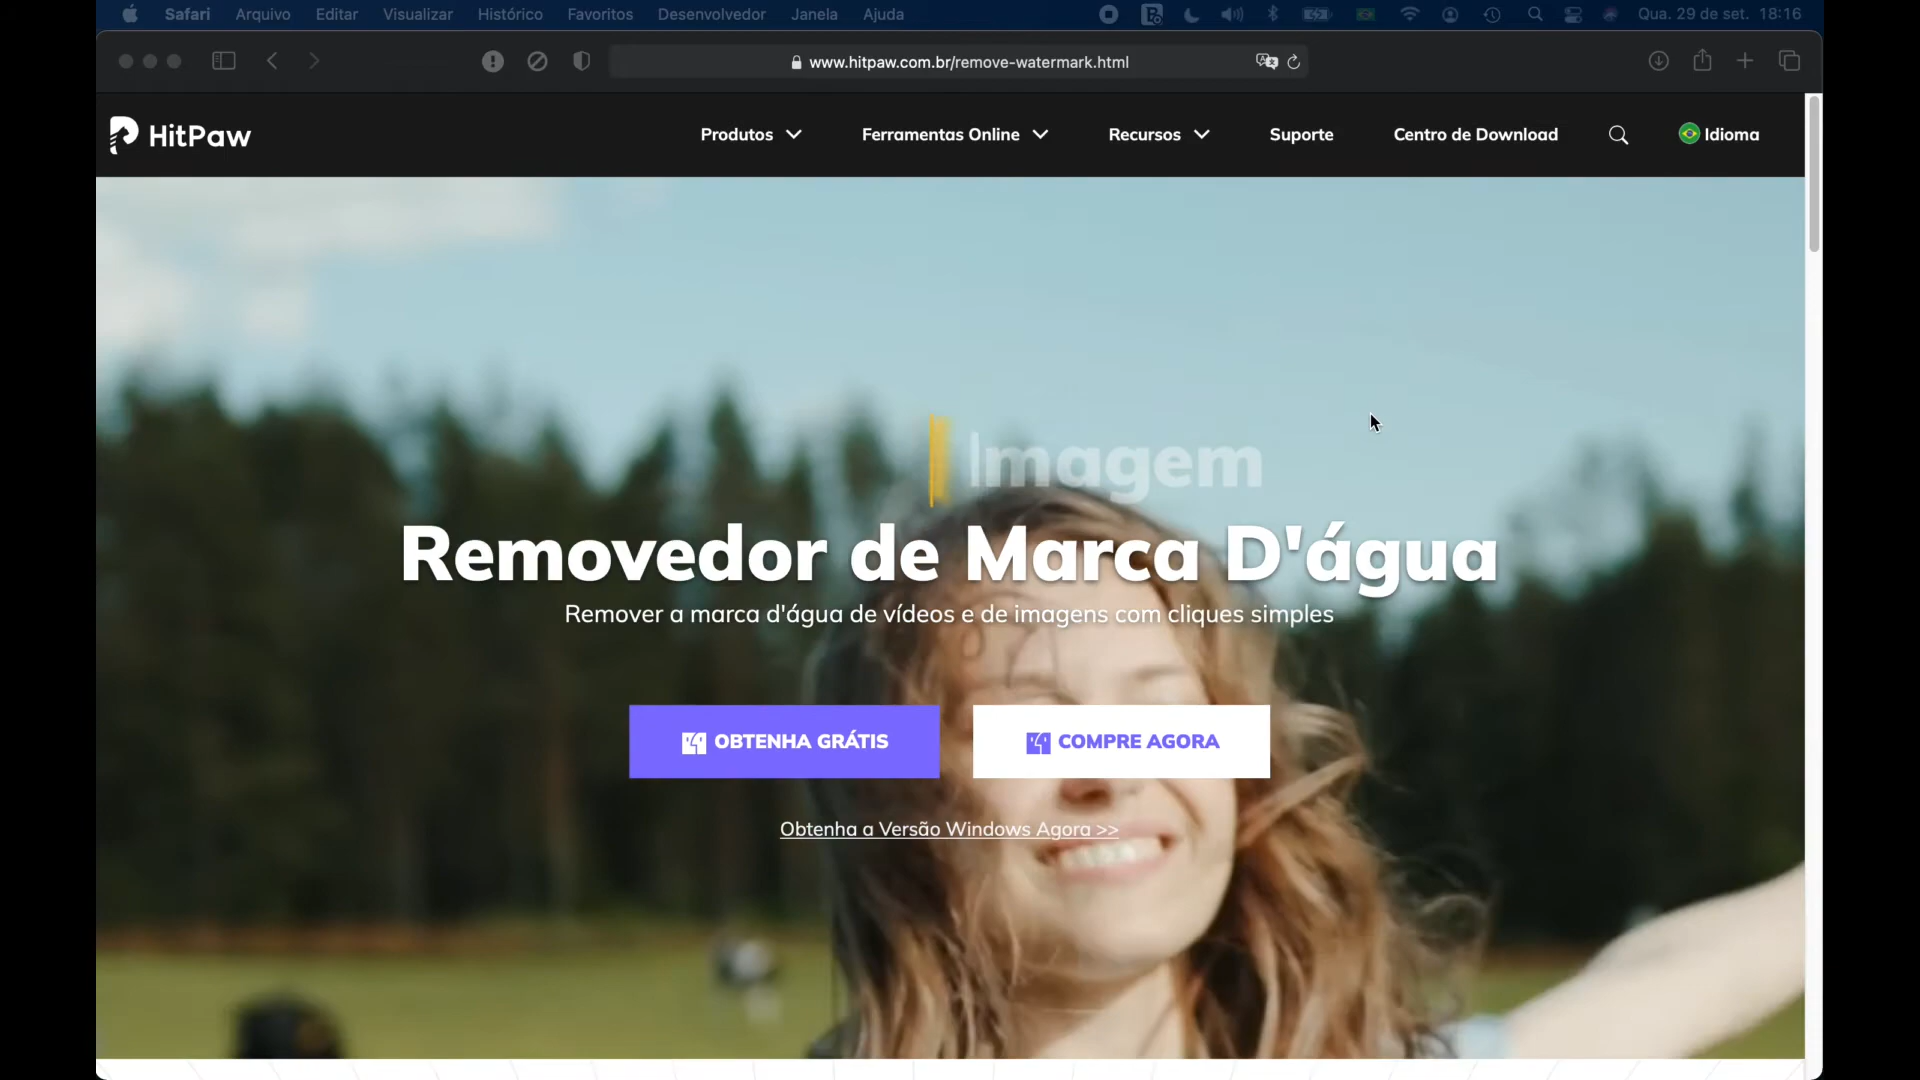 Safari Arquivo Editar Visualizar Histórico Favoritos Desenvolvedor Janela Ajuda Qua. 29 de set. 18:16
www.hitpaw.com.br/remove-watermark.html
HitPaw Produtos Ferramentas Online Recursos Suporte Centro de Download Idioma
Imagem
Removedor de Marca D'água
Remover a marca d'água de vídeos e de imagens com cliques simples
OBTENHA GRÁTIS COMPRE AGORA
Obtenha a Versão Windows Agora >>